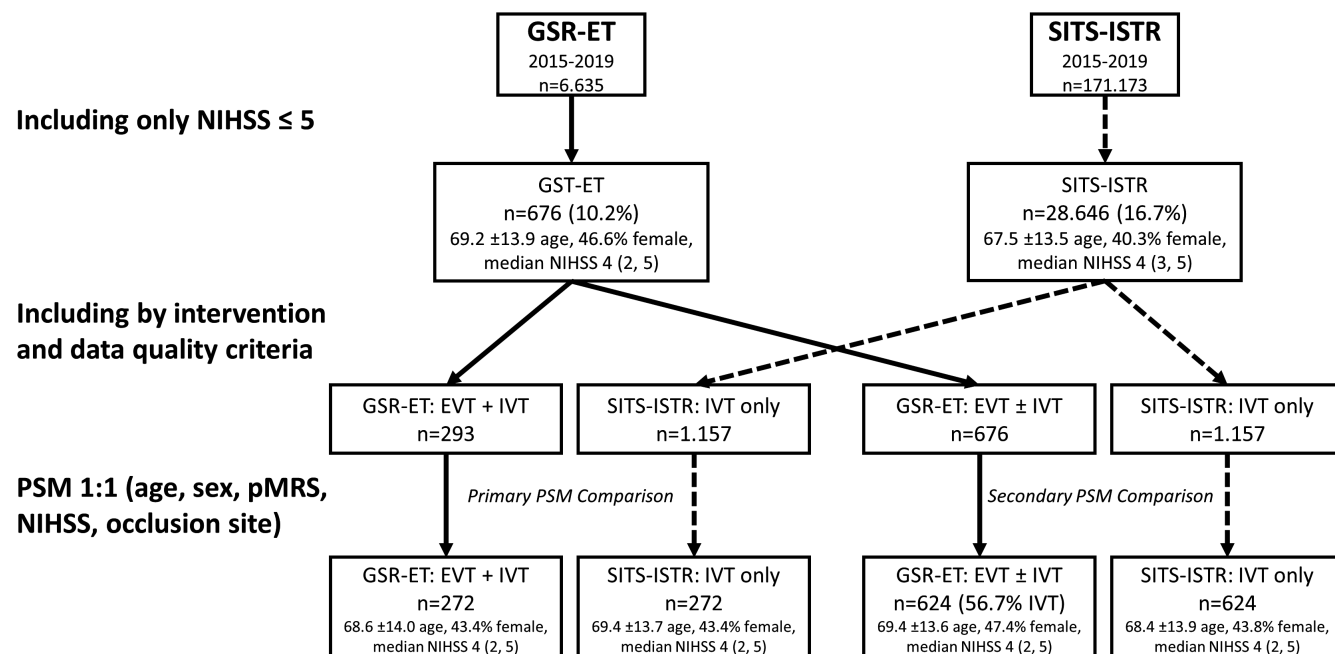 GSR-ET
2015-2019
n=6.635
SITS-ISTR
2015-2019
n=171.173
Including only NIHSS ≤ 5
GST-ET
n=676 (10.2%)
69.2 ±13.9 age, 46.6% female,
median NIHSS 4 (2, 5)
SITS-ISTR
n=28.646 (16.7%)
67.5 ±13.5 age, 40.3% female,
median NIHSS 4 (3, 5)
Including by intervention
and data quality criteria
GSR-ET: EVT + IVT
n=293
SITS-ISTR: IVT only
n=1.157
GSR-ET: EVT ± IVT
n=676
SITS-ISTR: IVT only
n=1.157
PSM 1:1 (age, sex, pMRS,
NIHSS, occlusion site)
Primary PSM Comparison
Secondary PSM Comparison
GSR-ET: EVT + IVT
n=272
68.6 ±14.0 age, 43.4% female,
median NIHSS 4 (2, 5)
SITS-ISTR: IVT only
n=272
69.4 ±13.7 age, 43.4% female,
median NIHSS 4 (2, 5)
GSR-ET: EVT ± IVT
n=624 (56.7% IVT)
69.4 ±13.6 age, 47.4% female,
median NIHSS 4 (2, 5)
SITS-ISTR: IVT only
n=624
68.4 ±13.9 age, 43.8% female,
median NIHSS 4 (2, 5)